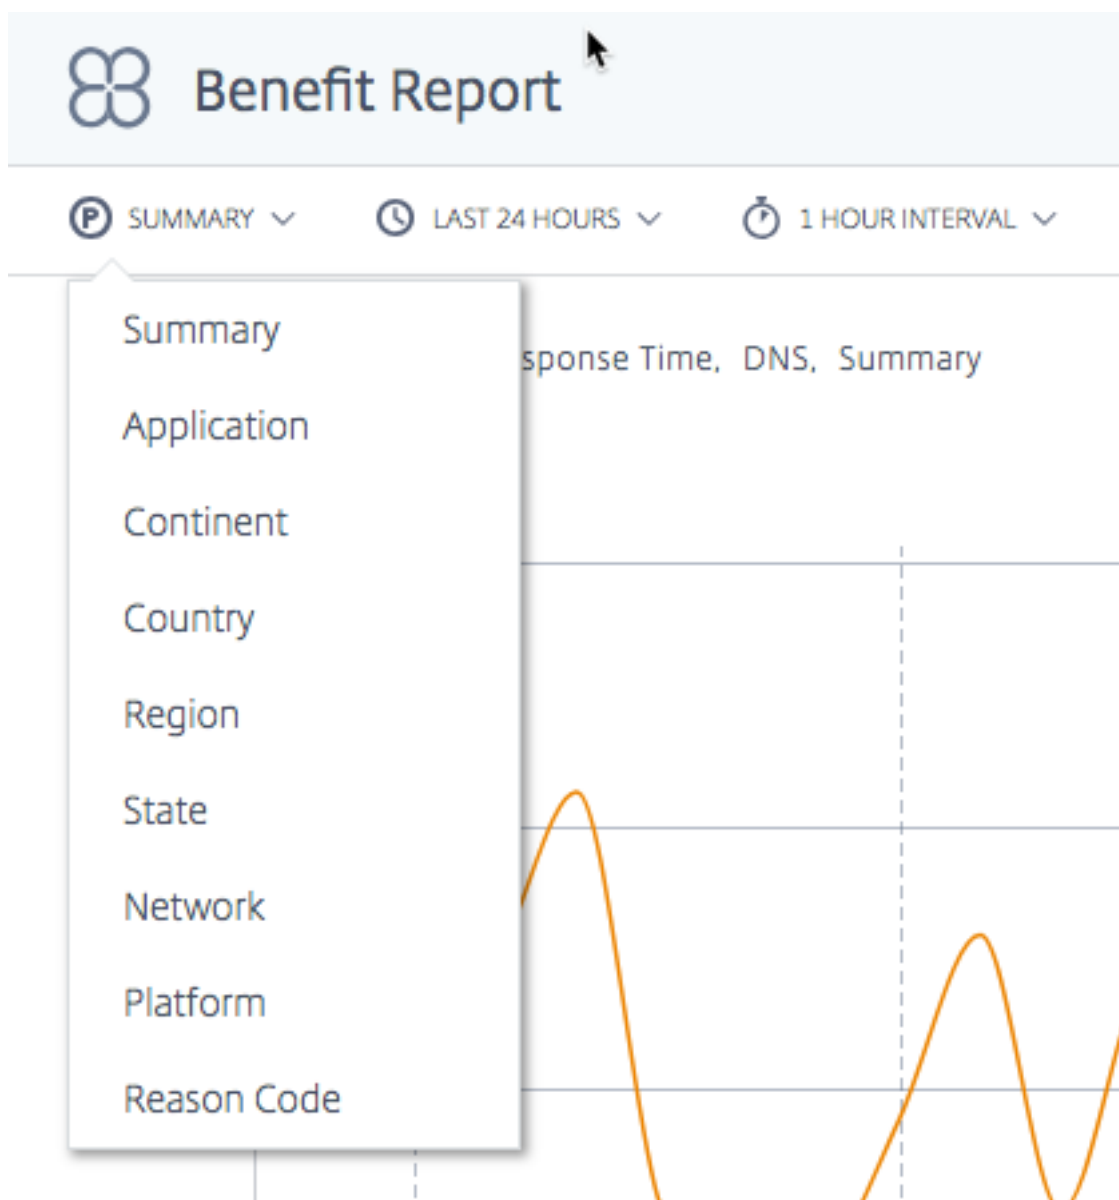 Benefit Report
P SUMMARY LAST 24 HOURS 1 HOUR INTERVAL
sponse Time, DNS, Summary
Summary
Application
Continent
Country
Region
State
Network
Platform
Reason Code